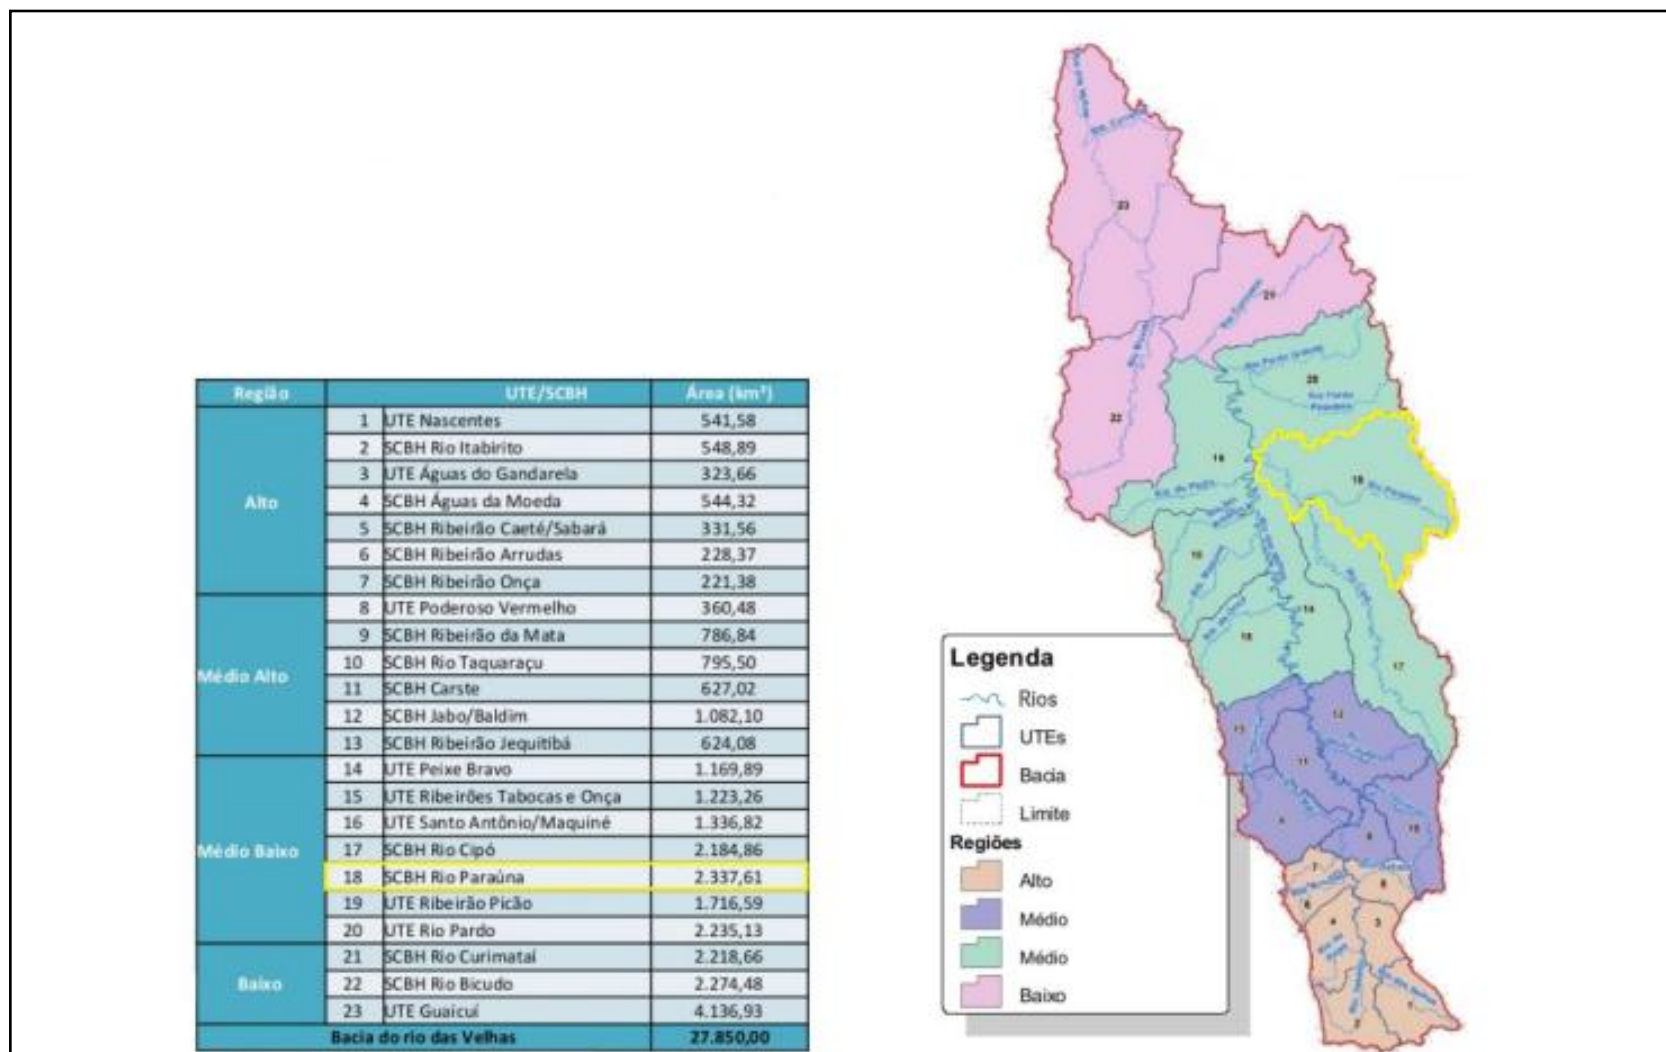 Região UTE/SCBH Área (km²)
Alto
1 UTE Nascentes 541,58
2 SCBH Rio Itabirito 548,89
3 UTE Águas do Gandarela 323,66
4 SCBH Águas da Moeda 544,32
5 SCBH Ribeirão Caeté/Sabará 331,56
6 SCBH Ribeirão Arrudas 228,37
7 SCBH Ribeirão Onça 221,38
Médio Alto
8 UTE Poderoso Vermelho 360,48
9 SCBH Ribeirão da Mata 786,84
10 SCBH Rio Taquaraçu 795,50
11 SCBH Carste 627,02
12 SCBH Jabo/Baldim 1.082,10
13 SCBH Ribeirão Jequitibá 624,08
Médio Baixo
14 UTE Peixe Bravo 1.169,89
15 UTE Ribeirões Tabocas e Onça 1.223,26
16 UTE Santo Antônio/Maquiné 1.336,82
17 SCBH Rio Cipó 2.184,86
18 SCBH Rio Paraúna 2.337,61
19 UTE Ribeirão Picão 1.716,59
20 UTE Rio Pardo 2.235,13
Baixo
21 SCBH Rio Curimataí 2.218,66
22 SCBH Rio Bicudo 2.274,48
23 UTE Guaicuí 4.136,93
Bacia do rio das Velhas 27.850,00
23
21
20
22
Rio Cipó
14
17
Legenda
Rios
UTEs
Bacia
Limite
Regiões
Alto
Médio
Médio
Baixo